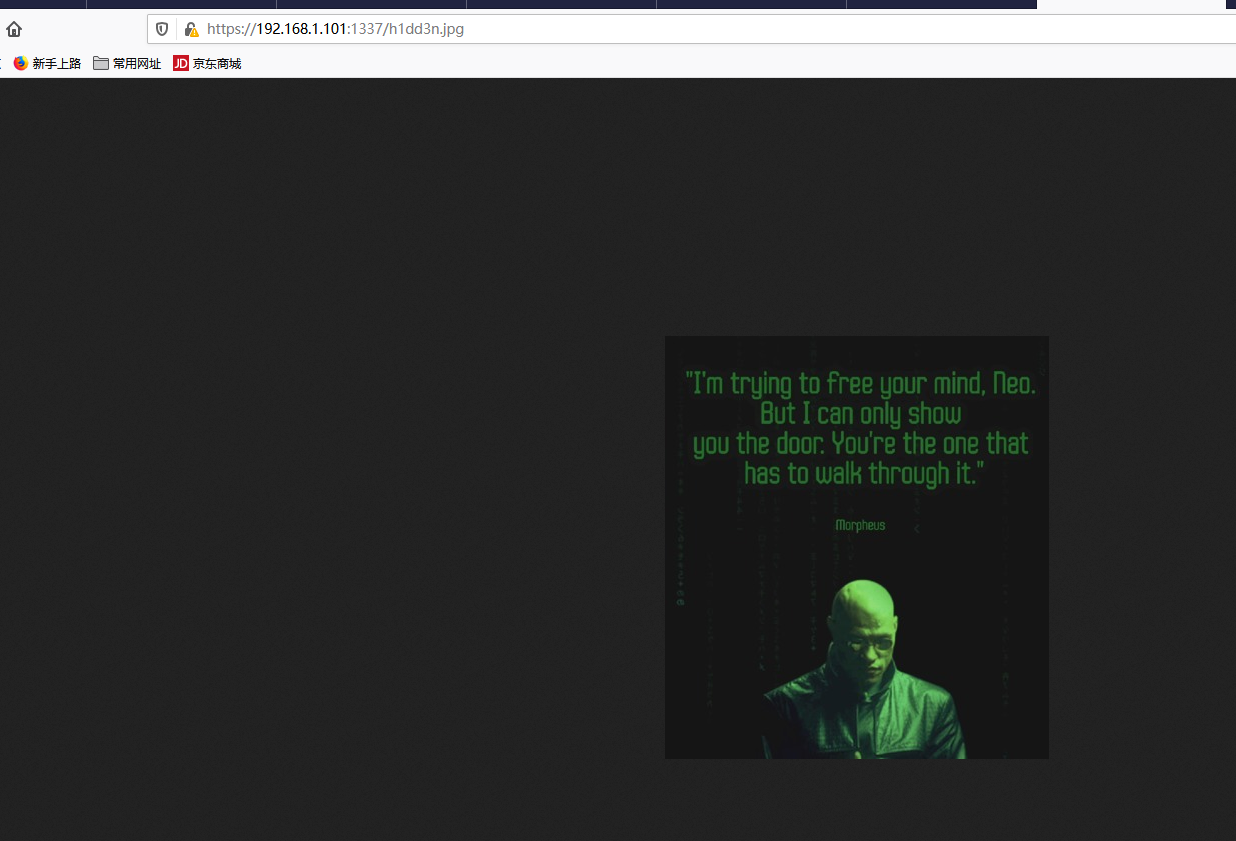 https://192.168.1.101:1337/h1dd3n.jpg
新手上路 常用网址 JD 京东商城
"I'm trying to free your mind, Neo.
But I can only show
you the door. You're the one that
has to walk through it."
Morpheus